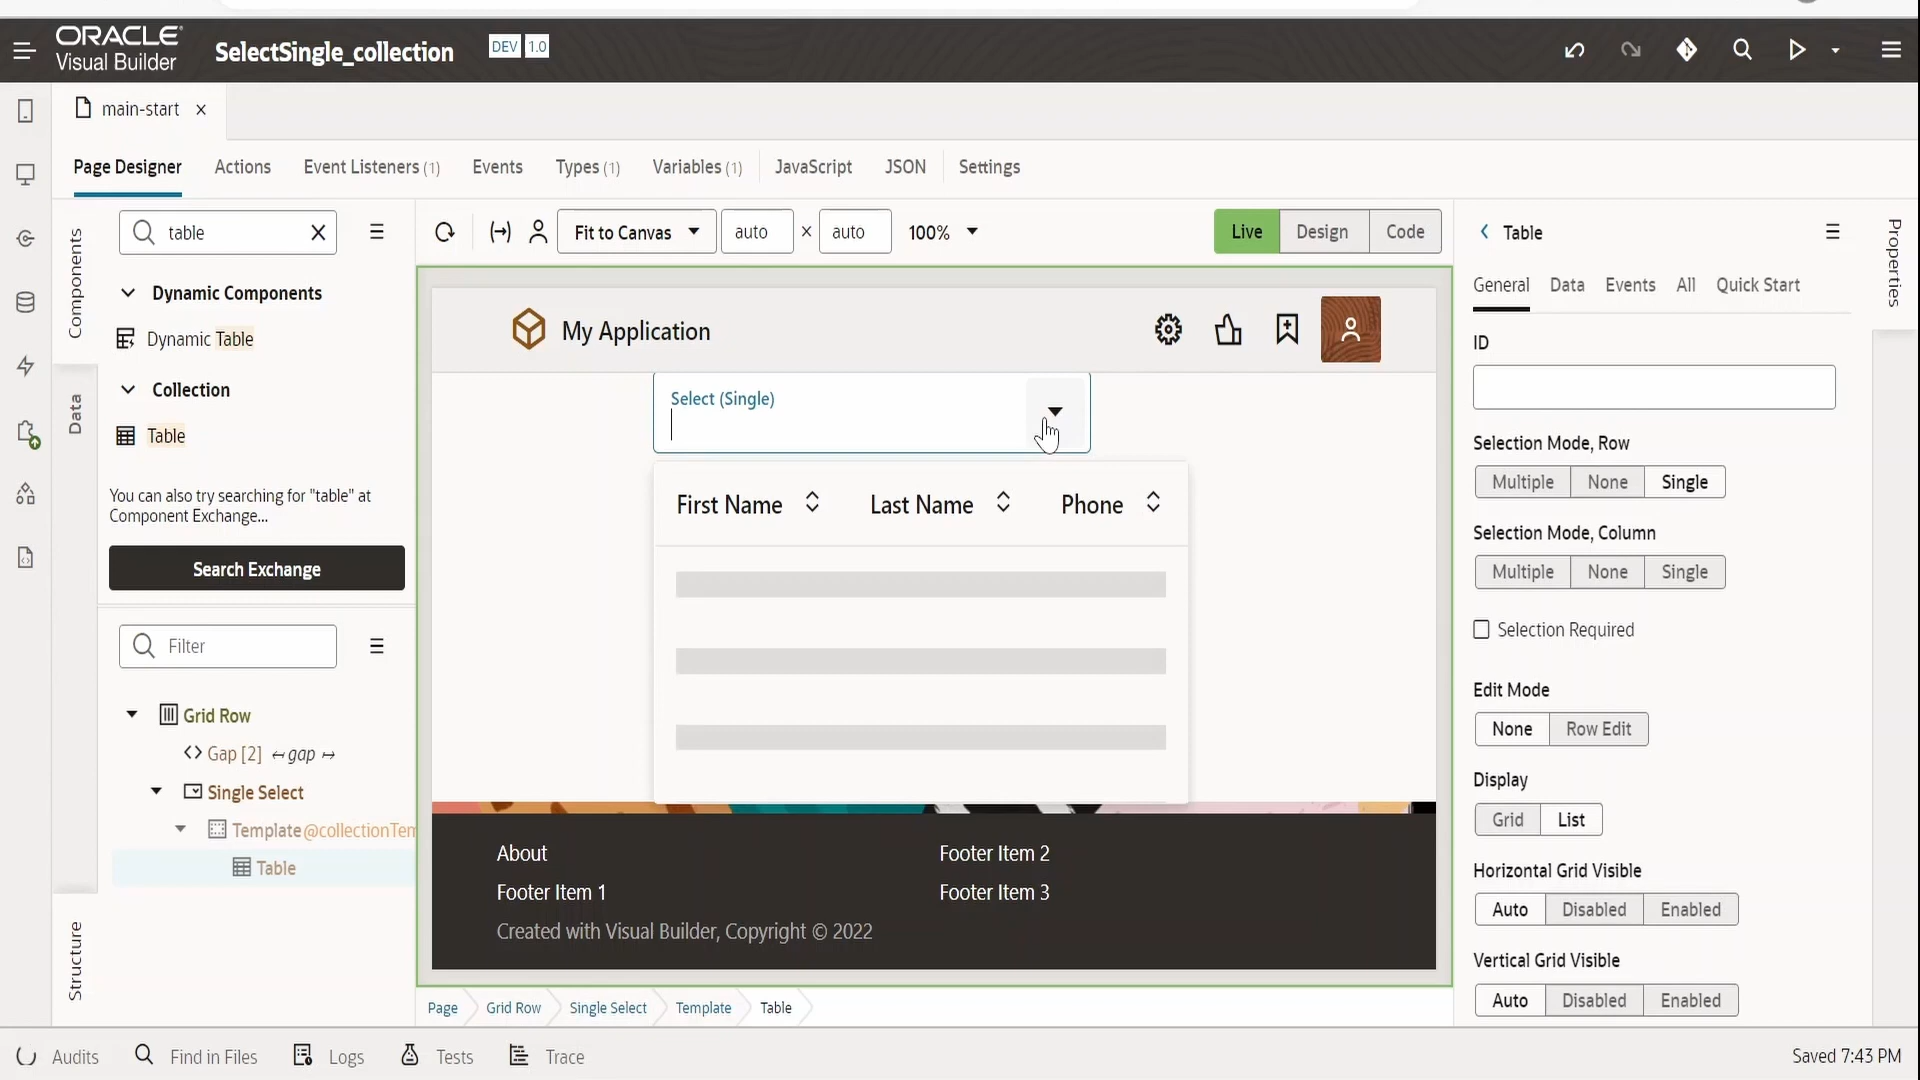 ORACLE
Visual Builder
SelectSingle_collection
DEV 1.0
main-start
Page Designer
Actions
Event Listeners (1)
Events
Types (1)
Variables (1)
JavaScript
JSON
Settings
Components
Data
Structure
table
Dynamic Components
Dynamic Table
Collection
Table
You can also try searching for "table" at
Component Exchange...
Search Exchange
Filter
Grid Row
Gap [2] gap
Single Select
Template @collectionTem
Table
Fit to Canvas
auto × auto
100%
Live
Design
Code
My Application
Select (Single)
First Name
Last Name
Phone
About
Footer Item 2
Footer Item 1
Footer Item 3
Created with Visual Builder, Copyright © 2022
Page
Grid Row
Single Select
Template
Table
Table
General
Data
Events
All
Quick Start
ID
Selection Mode, Row
Multiple None Single
Selection Mode, Column
Multiple None Single
Selection Required
Edit Mode
None Row Edit
Display
Grid List
Horizontal Grid Visible
Auto Disabled Enabled
Vertical Grid Visible
Auto Disabled Enabled
Properties
Audits
Find in Files
Logs
Tests
Trace
Saved 7:43 PM